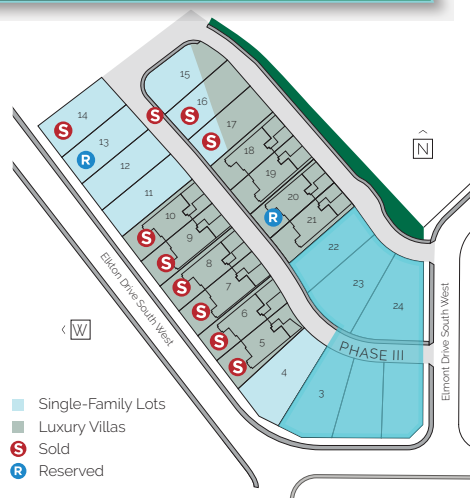 15
14
S
16
S
S
13
S
17
R
12
18
N
11
19
20
10
R
21
S
9
22
S
8
23
S
7
24
S
6
Elkton Drive South West
W
S
5
PHASE III
Elmont Drive South West
S
4
3
Single-Family Lots
Luxury Villas
S Sold
R Reserved